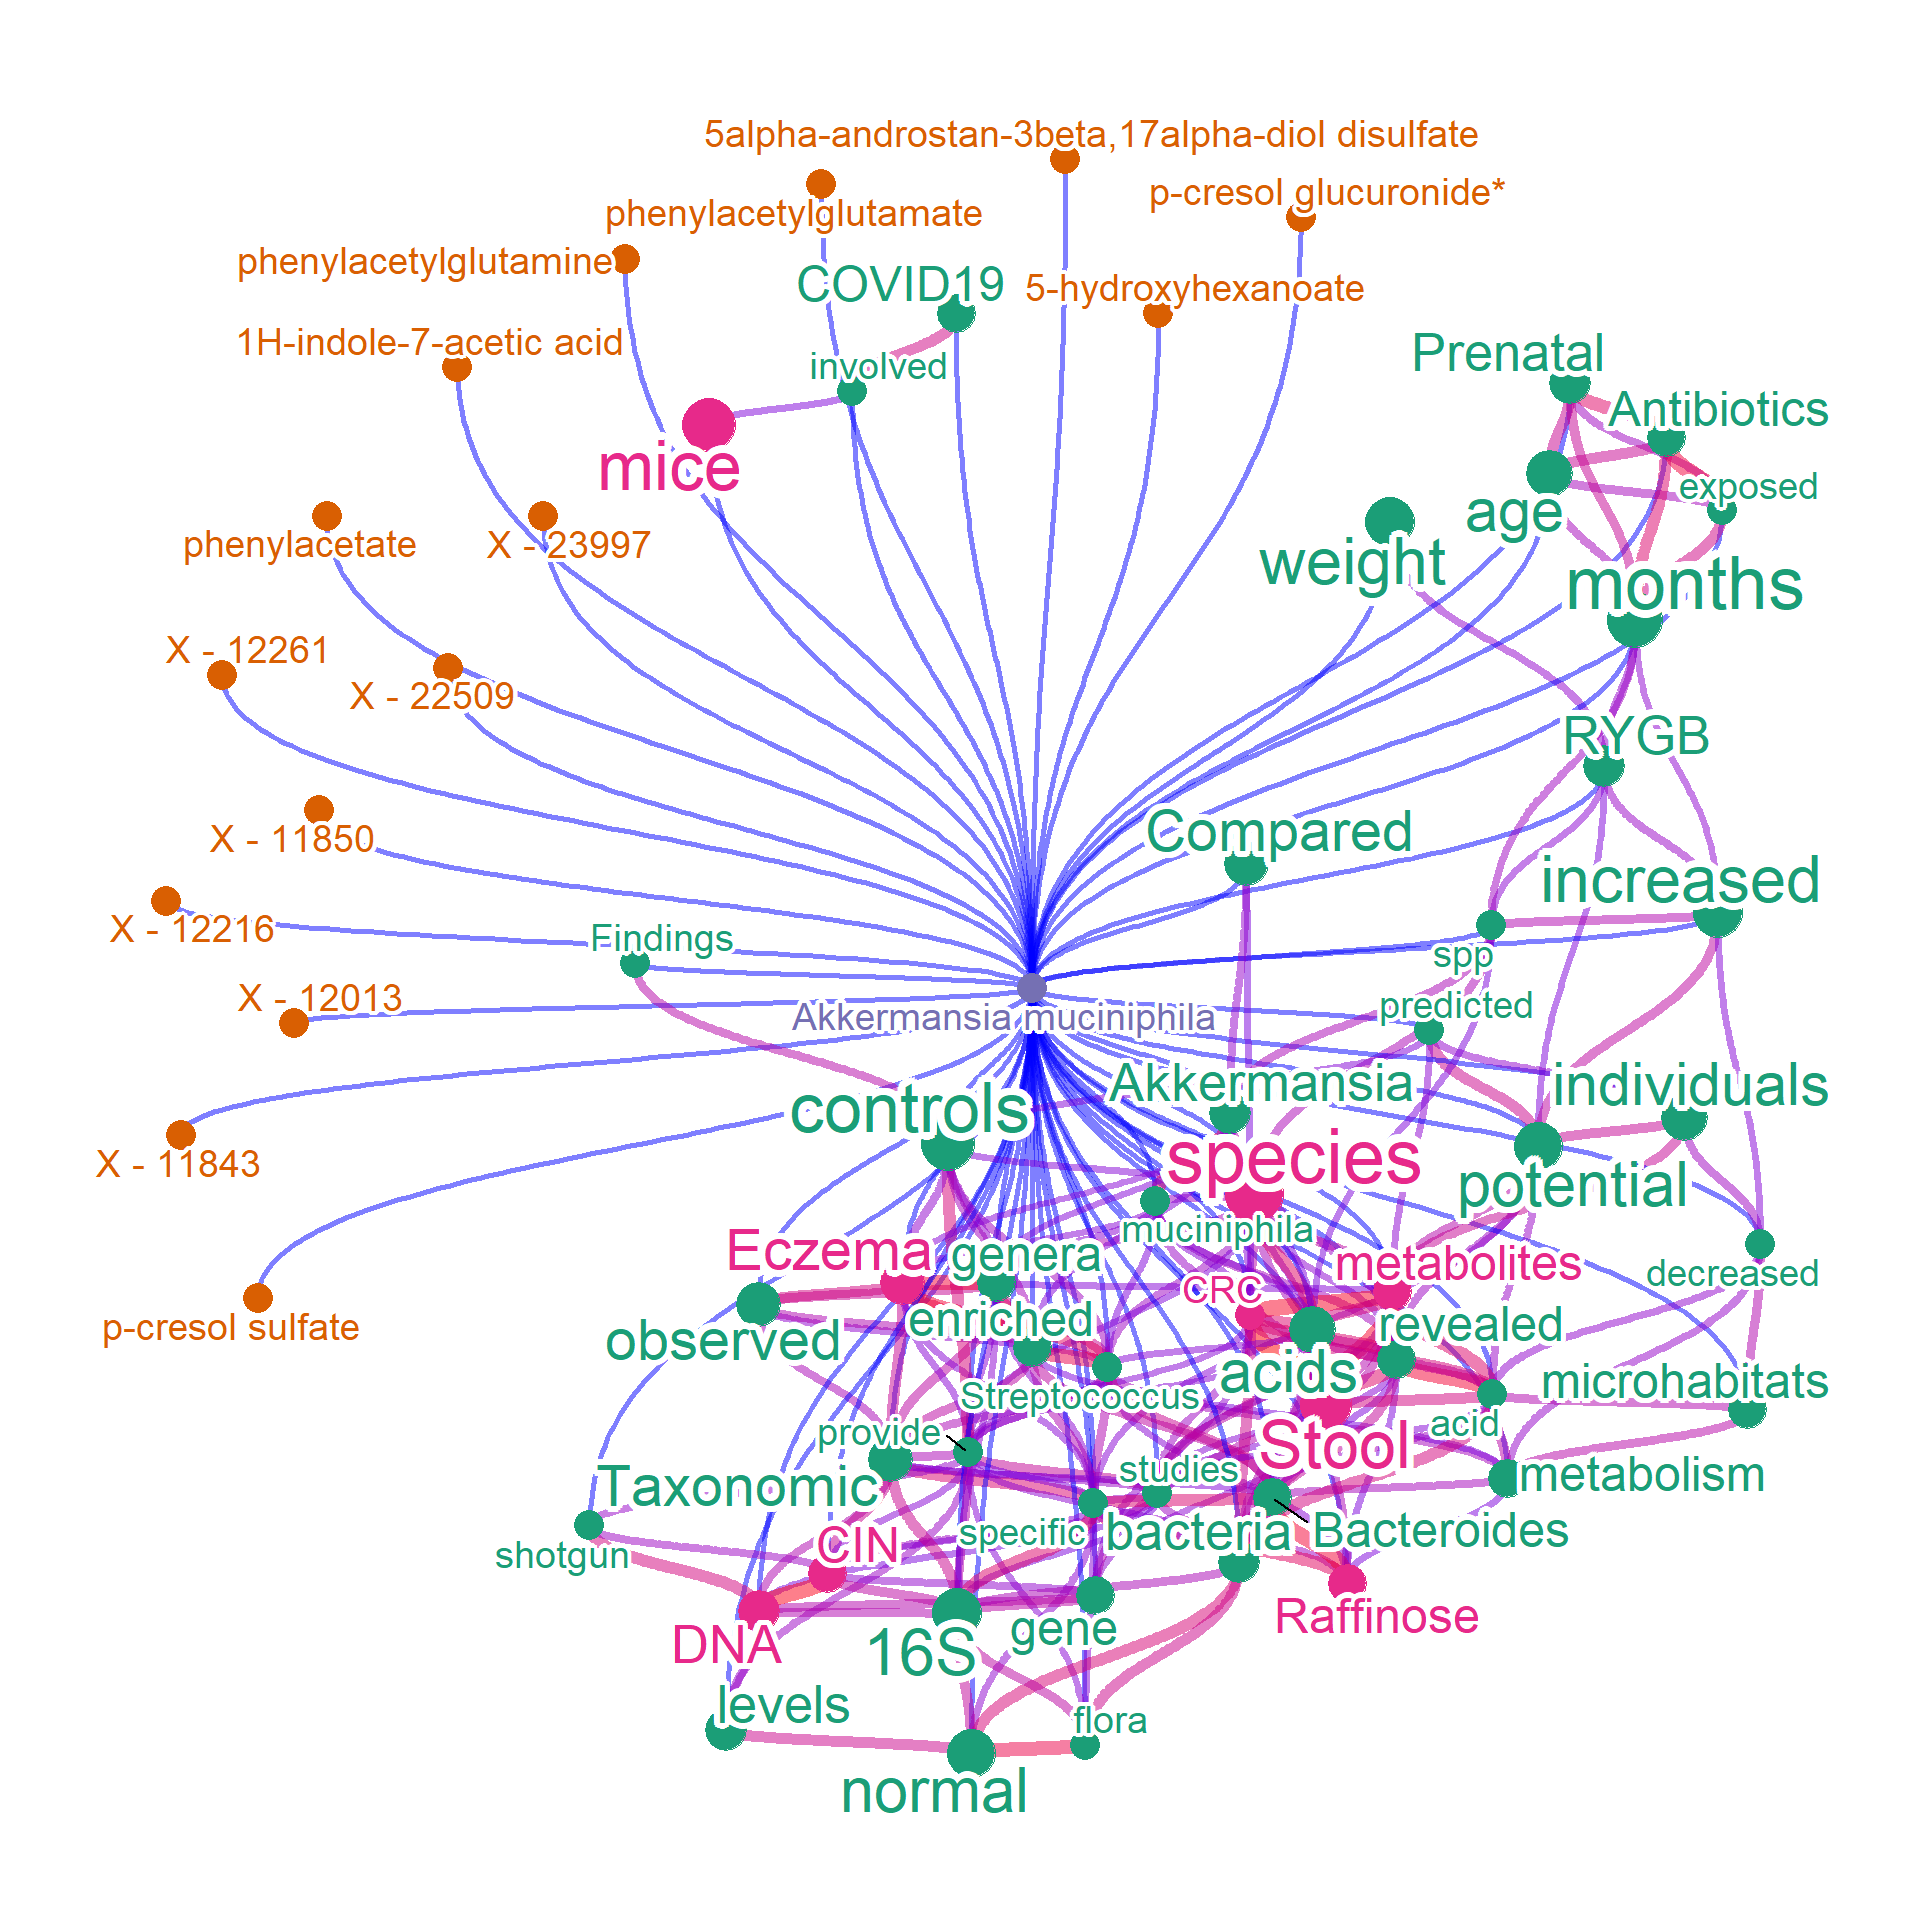 5alpha-androstan-3beta,17alpha-diol disulfate
p-cresol glucuronide*
phenylacetylglutamate
phenylacetylglutamine
COVID19
5-hydroxyhexanoate
1H-indole-7-acetic acid
involved
Prenatal
Antibiotics
mice
exposed
age
phenylacetate
X - 23997
weight
months
X - 12261
X - 22509
RYGB
X - 11850
Compared
increased
X - 12216
Findings
spp
X - 12013
predicted
Akkermansia muciniphila
Akkermansia
individuals
controls
X - 11843
species
potential
muciniphila
Eczema
genera
metabolites
decreased
CRC
p-cresol sulfate
enriched
revealed
observed
acids
microhabitats
Streptococcus
acid
provide
Stool
studies
metabolism
Taxonomic
specific
bacteria
Bacteroides
CIN
shotgun
Raffinose
gene
DNA
16S
levels
flora
normal